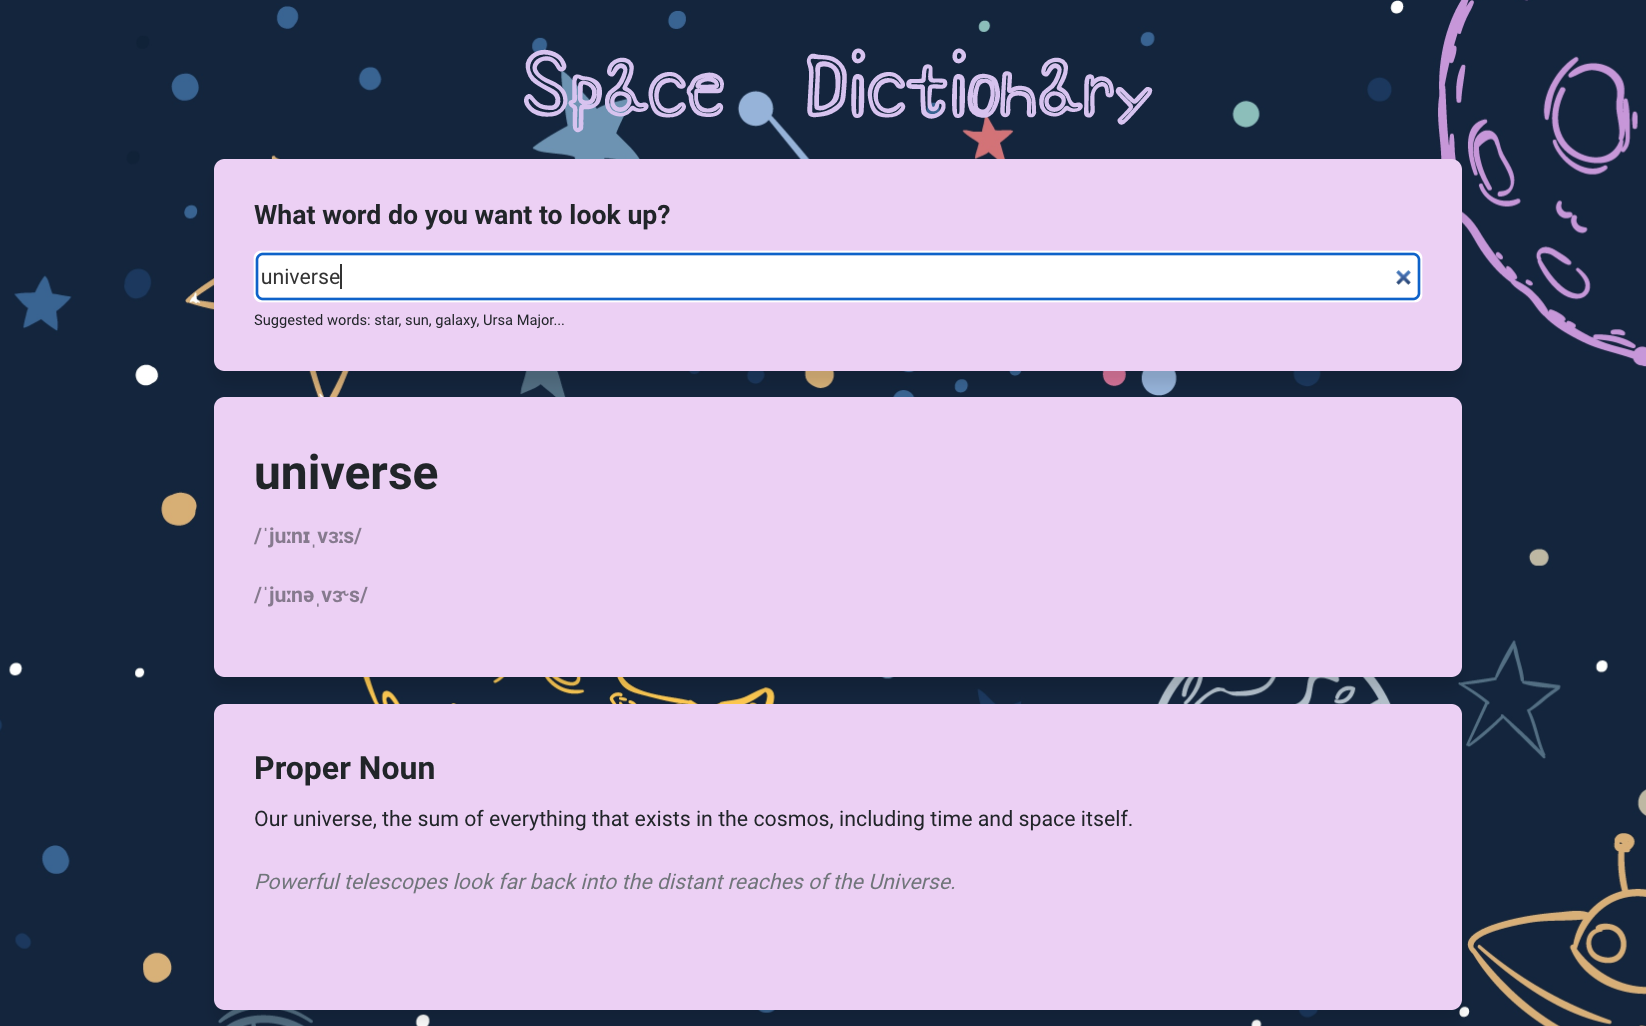 Space Dictionary
What word do you want to look up?
universe
Suggested words: star, sun, galaxy, Ursa Major...
universe
/ˈjuːnɪˌvɜːs/
/ˈjuːnəˌvɝs/
Proper Noun
Our universe, the sum of everything that exists in the cosmos, including time and space itself.
Powerful telescopes look far back into the distant reaches of the Universe.